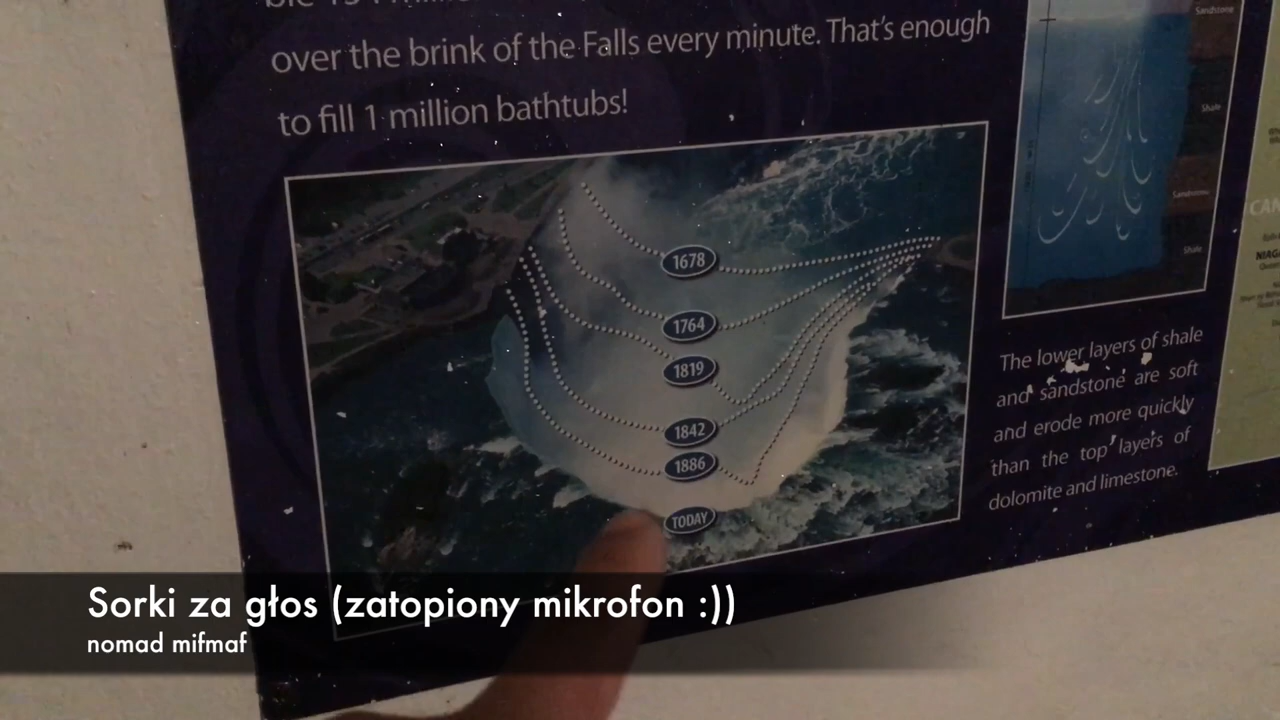 over the brink of the Falls every minute. That's enough
to fill 1 million bathtubs!
1678
1764
1819
1842
1886
TODAY
Sandstone
Shale
Sandstone
Shale
The lower layers of shale
and sandstone are soft
and erode more quickly
than the top layers of
dolomite and limestone.
Sorki za głos (zatopiony mikrofon :))
nomad mifmaf